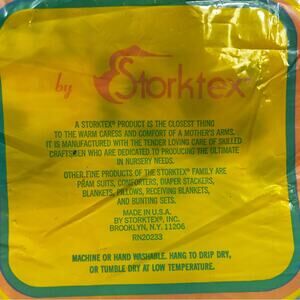 by Storktex
A STORKTEX® PRODUCT IS THE CLOSEST THING
TO THE WARM CARESS AND COMFORT OF A MOTHER'S ARMS.
IT IS MANUFACTURED WITH THE TENDER LOVING CARE OF SKILLED
CRAFTSMEN WHO ARE DEDICATED TO PRODUCING THE ULTIMATE
IN NURSERY NEEDS.
OTHER FINE PRODUCTS OF THE STORKTEX® FAMILY ARE
PRAM SUITS, COMFORTERS, DIAPER STACKERS,
BLANKETS, PILLOWS, RECEIVING BLANKETS,
AND BUNTING SETS.
MADE IN U.S.A.
BY STORKTEX®, INC.
BROOKLYN, N.Y. 11206
RN20233
MACHINE OR HAND WASHABLE. HANG TO DRIP DRY,
OR TUMBLE DRY AT LOW TEMPERATURE.